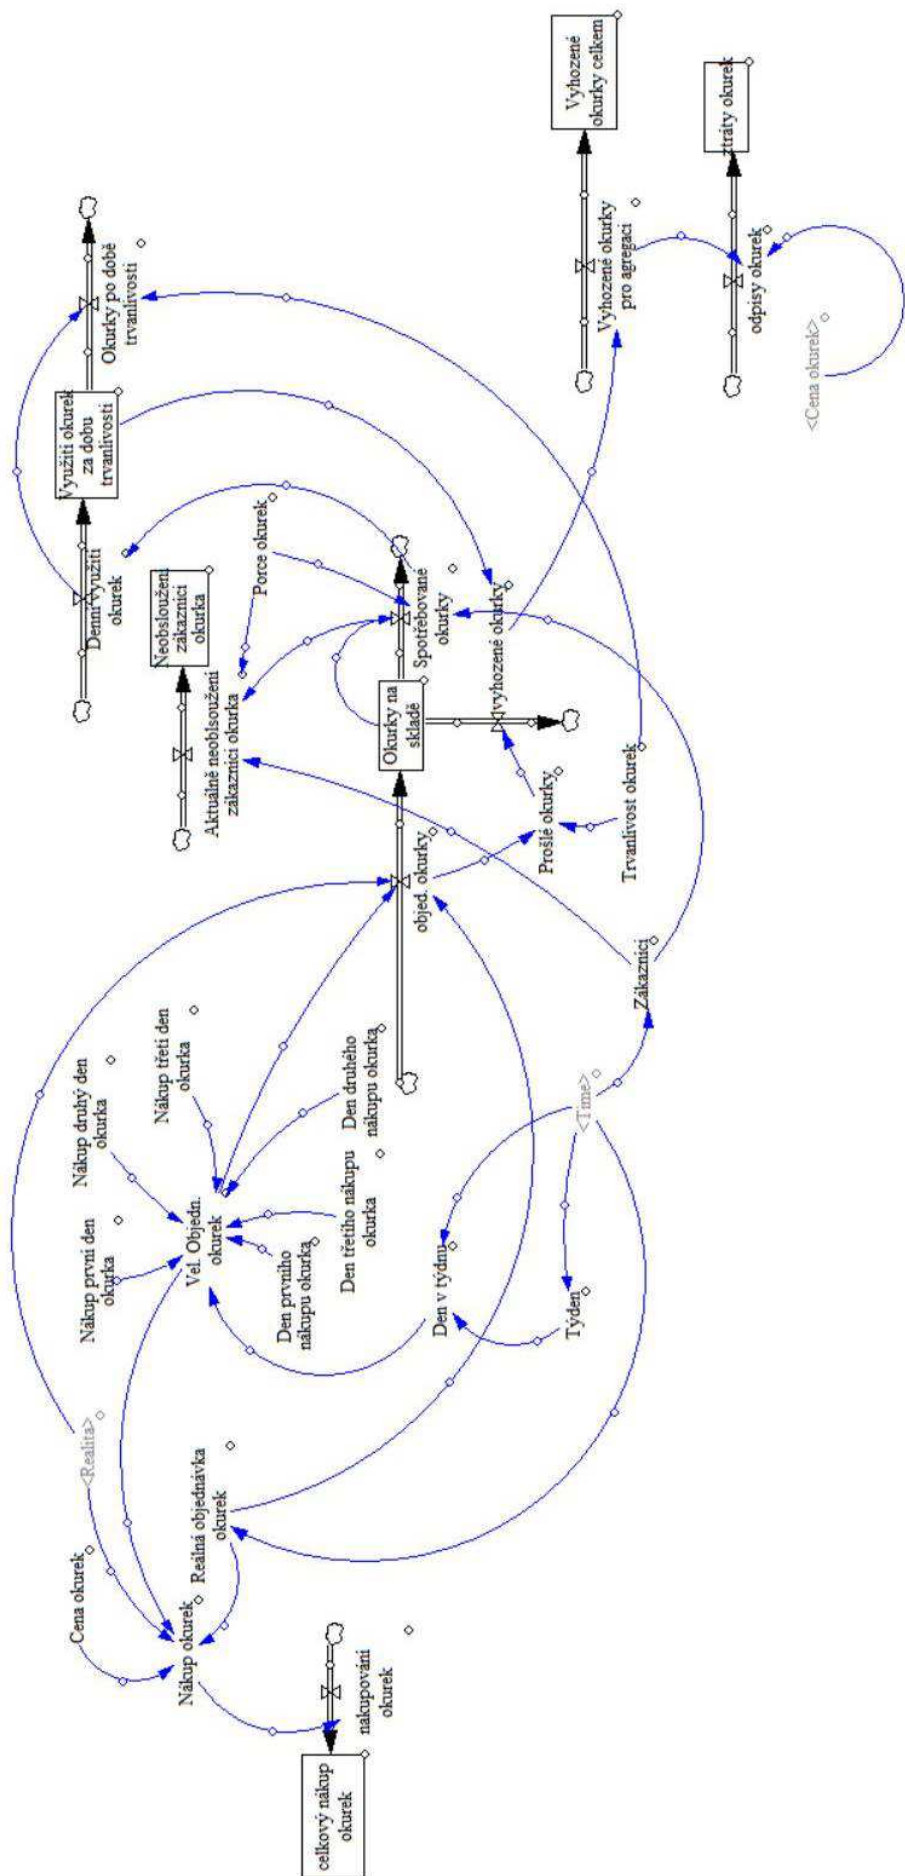 celkový nákup
okurek
nakupování
okurek
Nákup okurek
Cena okurek
<Realita>
Reálná objednávka
okurek
Nákup první den
okurka
Nákup druhý den
okurka
Nákup třetí den
okurka
Vel. Objedn.
okurek
Den prvního
nákupu okurka
Den třetího nákupu
okurka
Den druhého
nákupu okurka
Den v týdnu
Týden
<Time>
Zákazníci
objed. okurky
Prošlé okurky
Trvanlivost okurek
Okurky na
skladě
vyhozené okurky
Spotřebované
okurky
Porce okurek
Aktuálně neoblsoužení
zákazníci okurka
Neobsloužení
zákazníci
okurka
Denní využití
okurek
Využití okurek
za dobu
trvanlivosti
Okurky po době
trvanlivosti
Vyhozené okurky
pro agregaci
Vyhozené
okurky celkem
odpisy okurek
ztráty okurek
<Cena okurek>